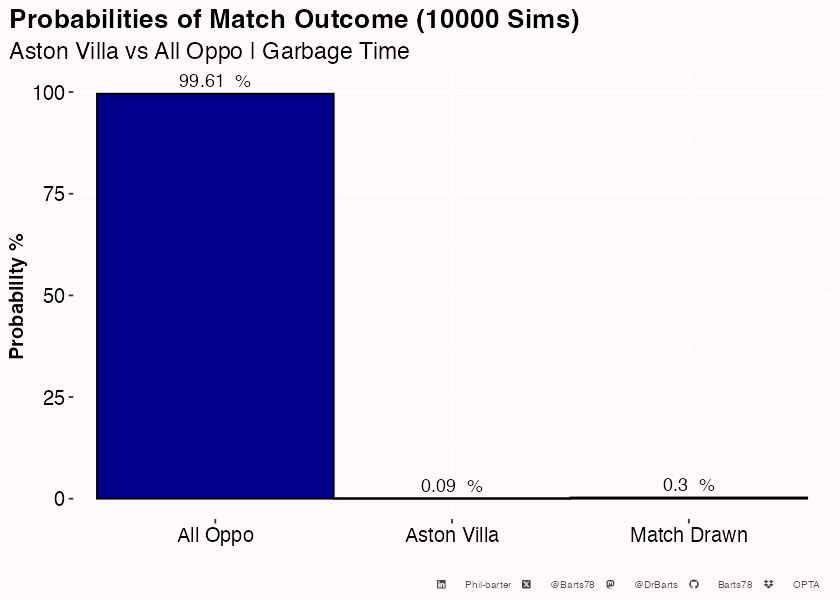 Probabilities of Match Outcome (10000 Sims)
Aston Villa vs All Oppo | Garbage Time
99.61 %
100
75
50
25
0
Probability %
0.09 %
0.3 %
All Oppo
Aston Villa
Match Drawn
Phil-barter @Barts78 @DrBarts Barts78 OPTA